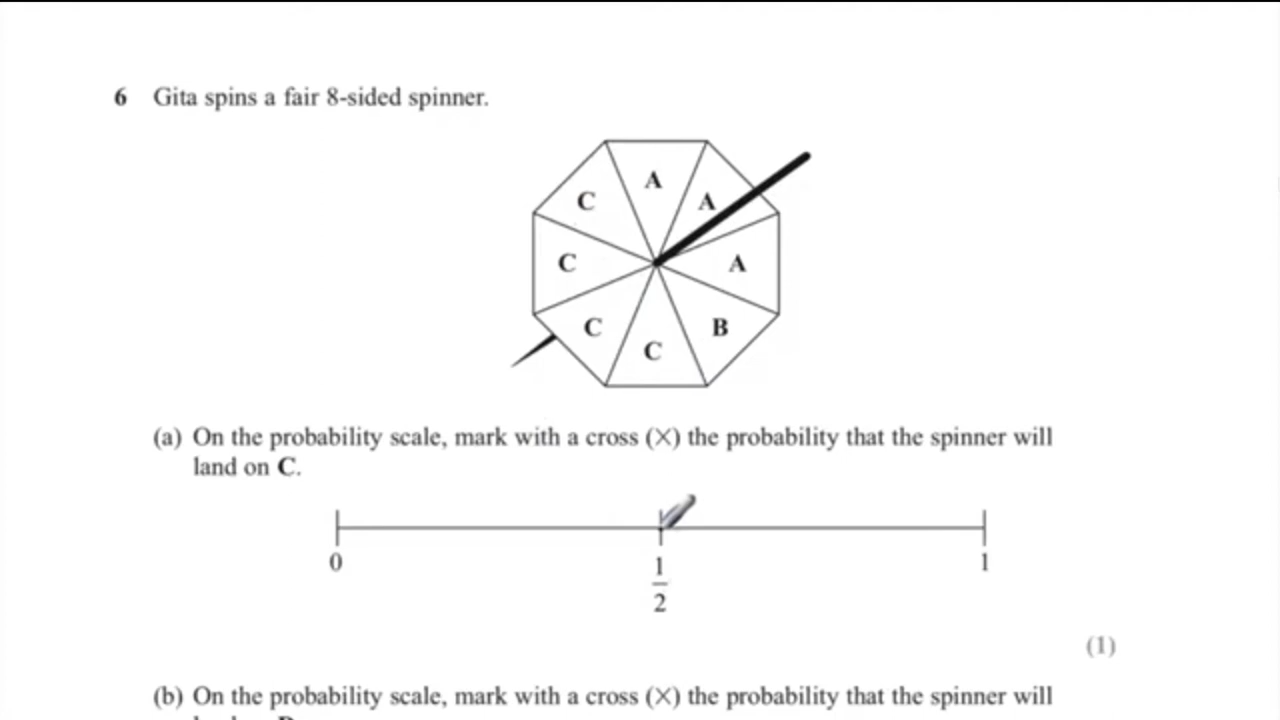 6 Gita spins a fair 8-sided spinner.
A
C
A
C
A
C
B
C
(a) On the probability scale, mark with a cross (×) the probability that the spinner will
land on C.
0
1
1
2
(1)
(b) On the probability scale, mark with a cross (×) the probability that the spinner will